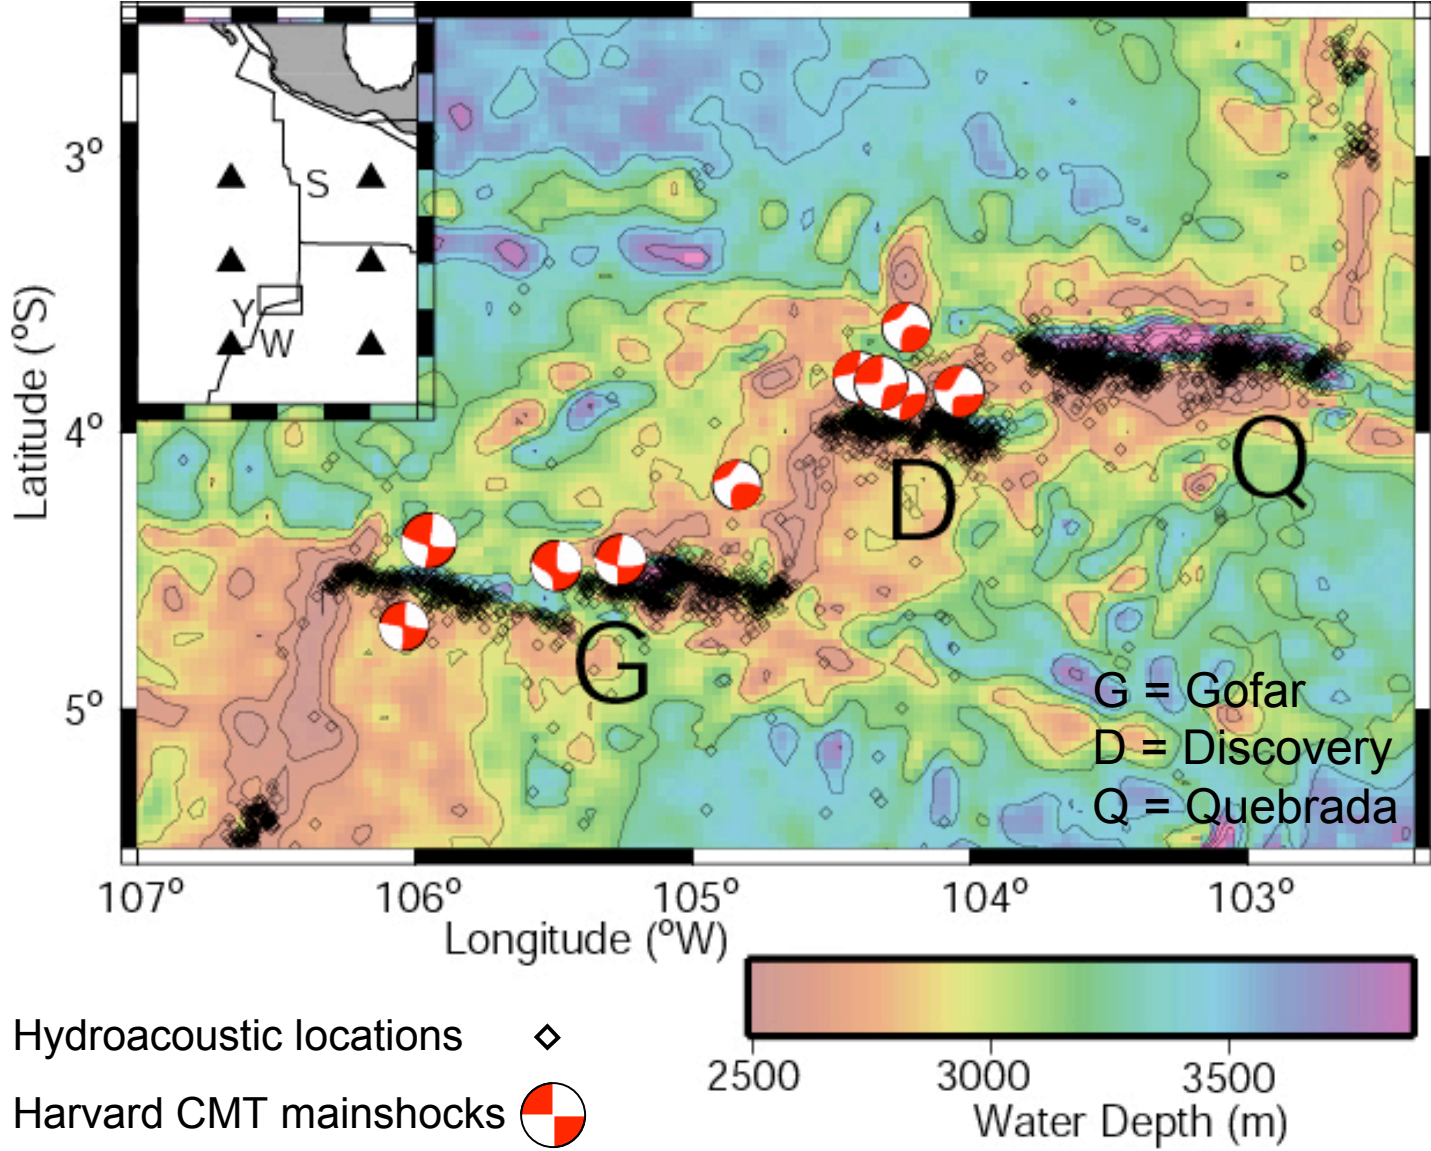 S
Y
W
3°
4°
5°
Latitude (°S)
Q
D
G
G = Gofar
D = Discovery
Q = Quebrada
107° 106° 105° 104° 103°
Longitude (°W)
2500 3000 3500
Water Depth (m)
Hydroacoustic locations
Harvard CMT mainshocks